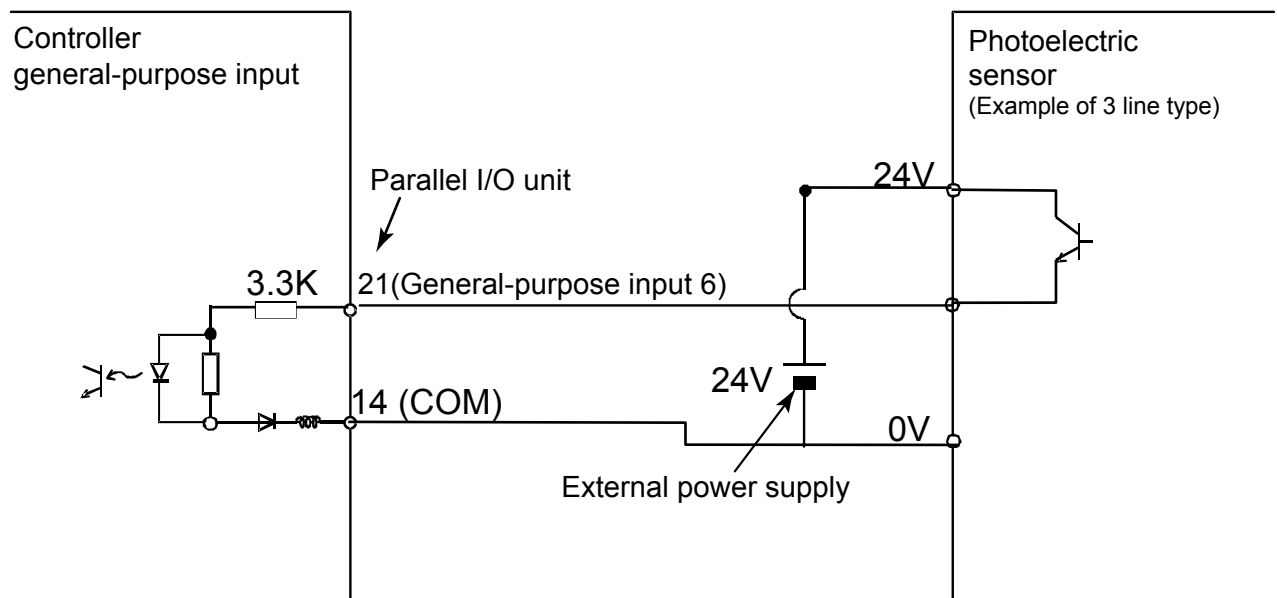 Controller
general-purpose input
Photoelectric
sensor
(Example of 3 line type)
Parallel I/O unit
24V
3.3K
21(General-purpose input 6)
24V
14 (COM)
0V
External power supply